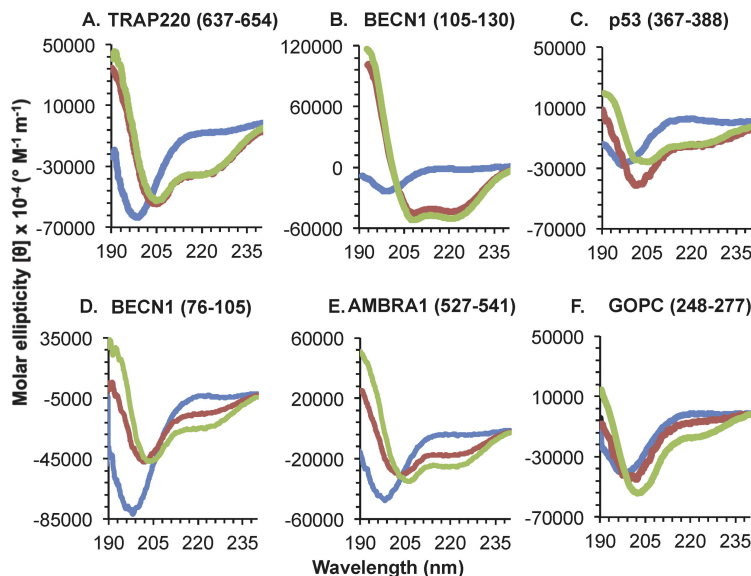 A. TRAP220 (637-654)
B. BECN1 (105-130)
C. p53 (367-388)
50000
10000
-30000
-70000
190 205 220 235
120000
60000
0
-60000
190 205 220 235
50000
10000
-30000
-70000
190 205 220 235
Molar ellipticity [θ] x 10-4 (° M-1 m-1)
D. BECN1 (76-105)
E. AMBRA1 (527-541)
F. GOPC (248-277)
35000
-5000
-45000
-85000
190 205 220 235
60000
20000
-20000
-60000
190 205 220 235
50000
10000
-30000
-70000
190 205 220 235
Wavelength (nm)